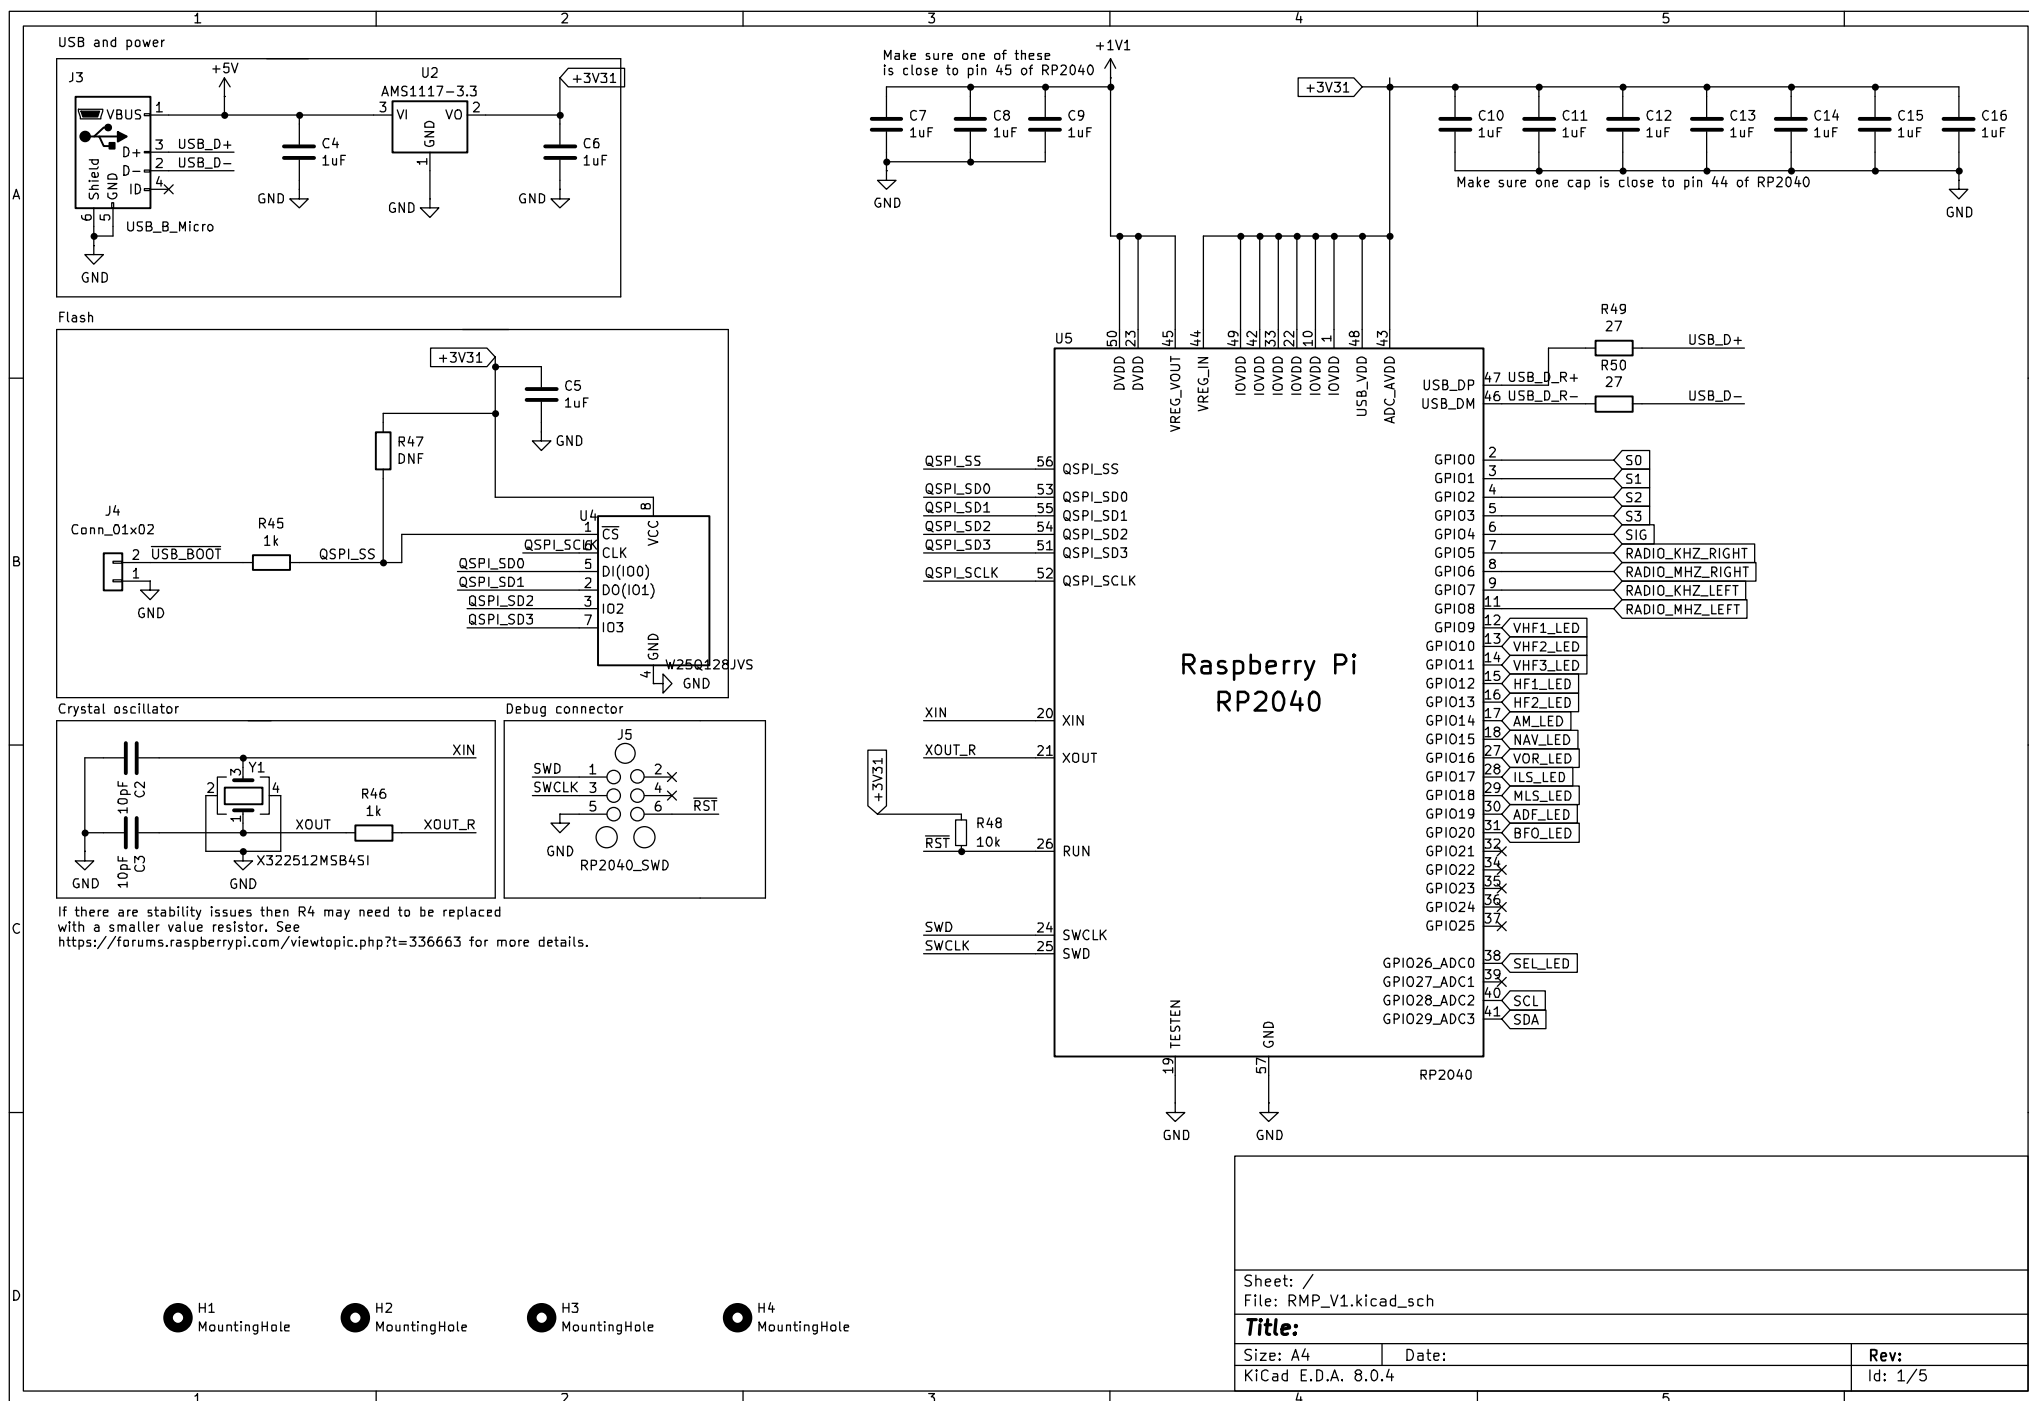 1 2 3 4 5
USB and power
J3
+5V
U2
AMS1117-3.3
+3V31
VBUS 1
3 VI VO 2
GND
1
C4
1uF
C6
1uF
D+ 3 USB_D+
D- 2 USB_D-
ID 4
Shield
GND
6 5
USB_B_Micro
GND
GND
GND
GND
Make sure one of these
is close to pin 45 of RP2040
+1V1
C7
1uF
C8
1uF
C9
1uF
GND
+3V31
C10
1uF
C11
1uF
C12
1uF
C13
1uF
C14
1uF
C15
1uF
C16
1uF
Make sure one cap is close to pin 44 of RP2040
GND
A
Flash
+3V31
C5
1uF
GND
R47
DNF
J4
Conn_01x02
2 USB_BOOT
1
GND
R45
1k
QSPI_SS
U4
8
VCC
1 CS
QSPI_SCLK 6 CLK
QSPI_SD0 5 DI(IO0)
QSPI_SD1 2 DO(IO1)
QSPI_SD2 3 IO2
QSPI_SD3 7 IO3
GND
4
W25Q128JVS
GND
B
U5
50 DVDD
23 DVDD
45 VREG_VOUT
44 VREG_IN
49 IOVDD
42 IOVDD
33 IOVDD
22 IOVDD
10 IOVDD
1 IOVDD
48 USB_VDD
43 ADC_AVDD
R49
27
USB_D+
R50
27
USB_D-
USB_DP 47 USB_D_R+
USB_DM 46 USB_D_R-
QSPI_SS 56 QSPI_SS
QSPI_SD0 53 QSPI_SD0
QSPI_SD1 55 QSPI_SD1
QSPI_SD2 54 QSPI_SD2
QSPI_SD3 51 QSPI_SD3
QSPI_SCLK 52 QSPI_SCLK
XIN 20 XIN
XOUT_R 21 XOUT
+3V31
R48
10k
RST 26 RUN
SWD 24 SWCLK
SWCLK 25 SWD
Raspberry Pi
RP2040
GPIO0 2 S0
GPIO1 3 S1
GPIO2 4 S2
GPIO3 5 S3
GPIO4 6 SIG
GPIO5 7 RADIO_KHZ_RIGHT
GPIO6 8 RADIO_MHZ_RIGHT
GPIO7 9 RADIO_KHZ_LEFT
GPIO8 11 RADIO_MHZ_LEFT
GPIO9 12 VHF1_LED
GPIO10 13 VHF2_LED
GPIO11 14 VHF3_LED
GPIO12 15 HF1_LED
GPIO13 16 HF2_LED
GPIO14 17 AM_LED
GPIO15 18 NAV_LED
GPIO16 27 VOR_LED
GPIO17 28 ILS_LED
GPIO18 29 MLS_LED
GPIO19 30 ADF_LED
GPIO20 31 BFO_LED
GPIO21 32
GPIO22 34
GPIO23 35
GPIO24 36
GPIO25 37
GPIO26_ADC0 38 SEL_LED
GPIO27_ADC1 39
GPIO28_ADC2 40 SCL
GPIO29_ADC3 41 SDA
TESTEN
19
GND
57
RP2040
GND
GND
Crystal oscillator
10pF
C2
XIN
Y1
3
2 4
1
R46
1k
XOUT
XOUT_R
10pF
C3
X322512MSB4SI
GND
GND
Debug connector
J5
SWD 1 2
SWCLK 3 4
5 6 RST
GND
RP2040_SWD
If there are stability issues then R4 may need to be replaced
with a smaller value resistor. See
https://forums.raspberrypi.com/viewtopic.php?t=336663 for more details.
C
D
H1
MountingHole
H2
MountingHole
H3
MountingHole
H4
MountingHole
Sheet: /
File: RMP_V1.kicad_sch
Title:
Size: A4 Date: Rev:
KiCad E.D.A. 8.0.4 Id: 1/5
1 2 3 4 5